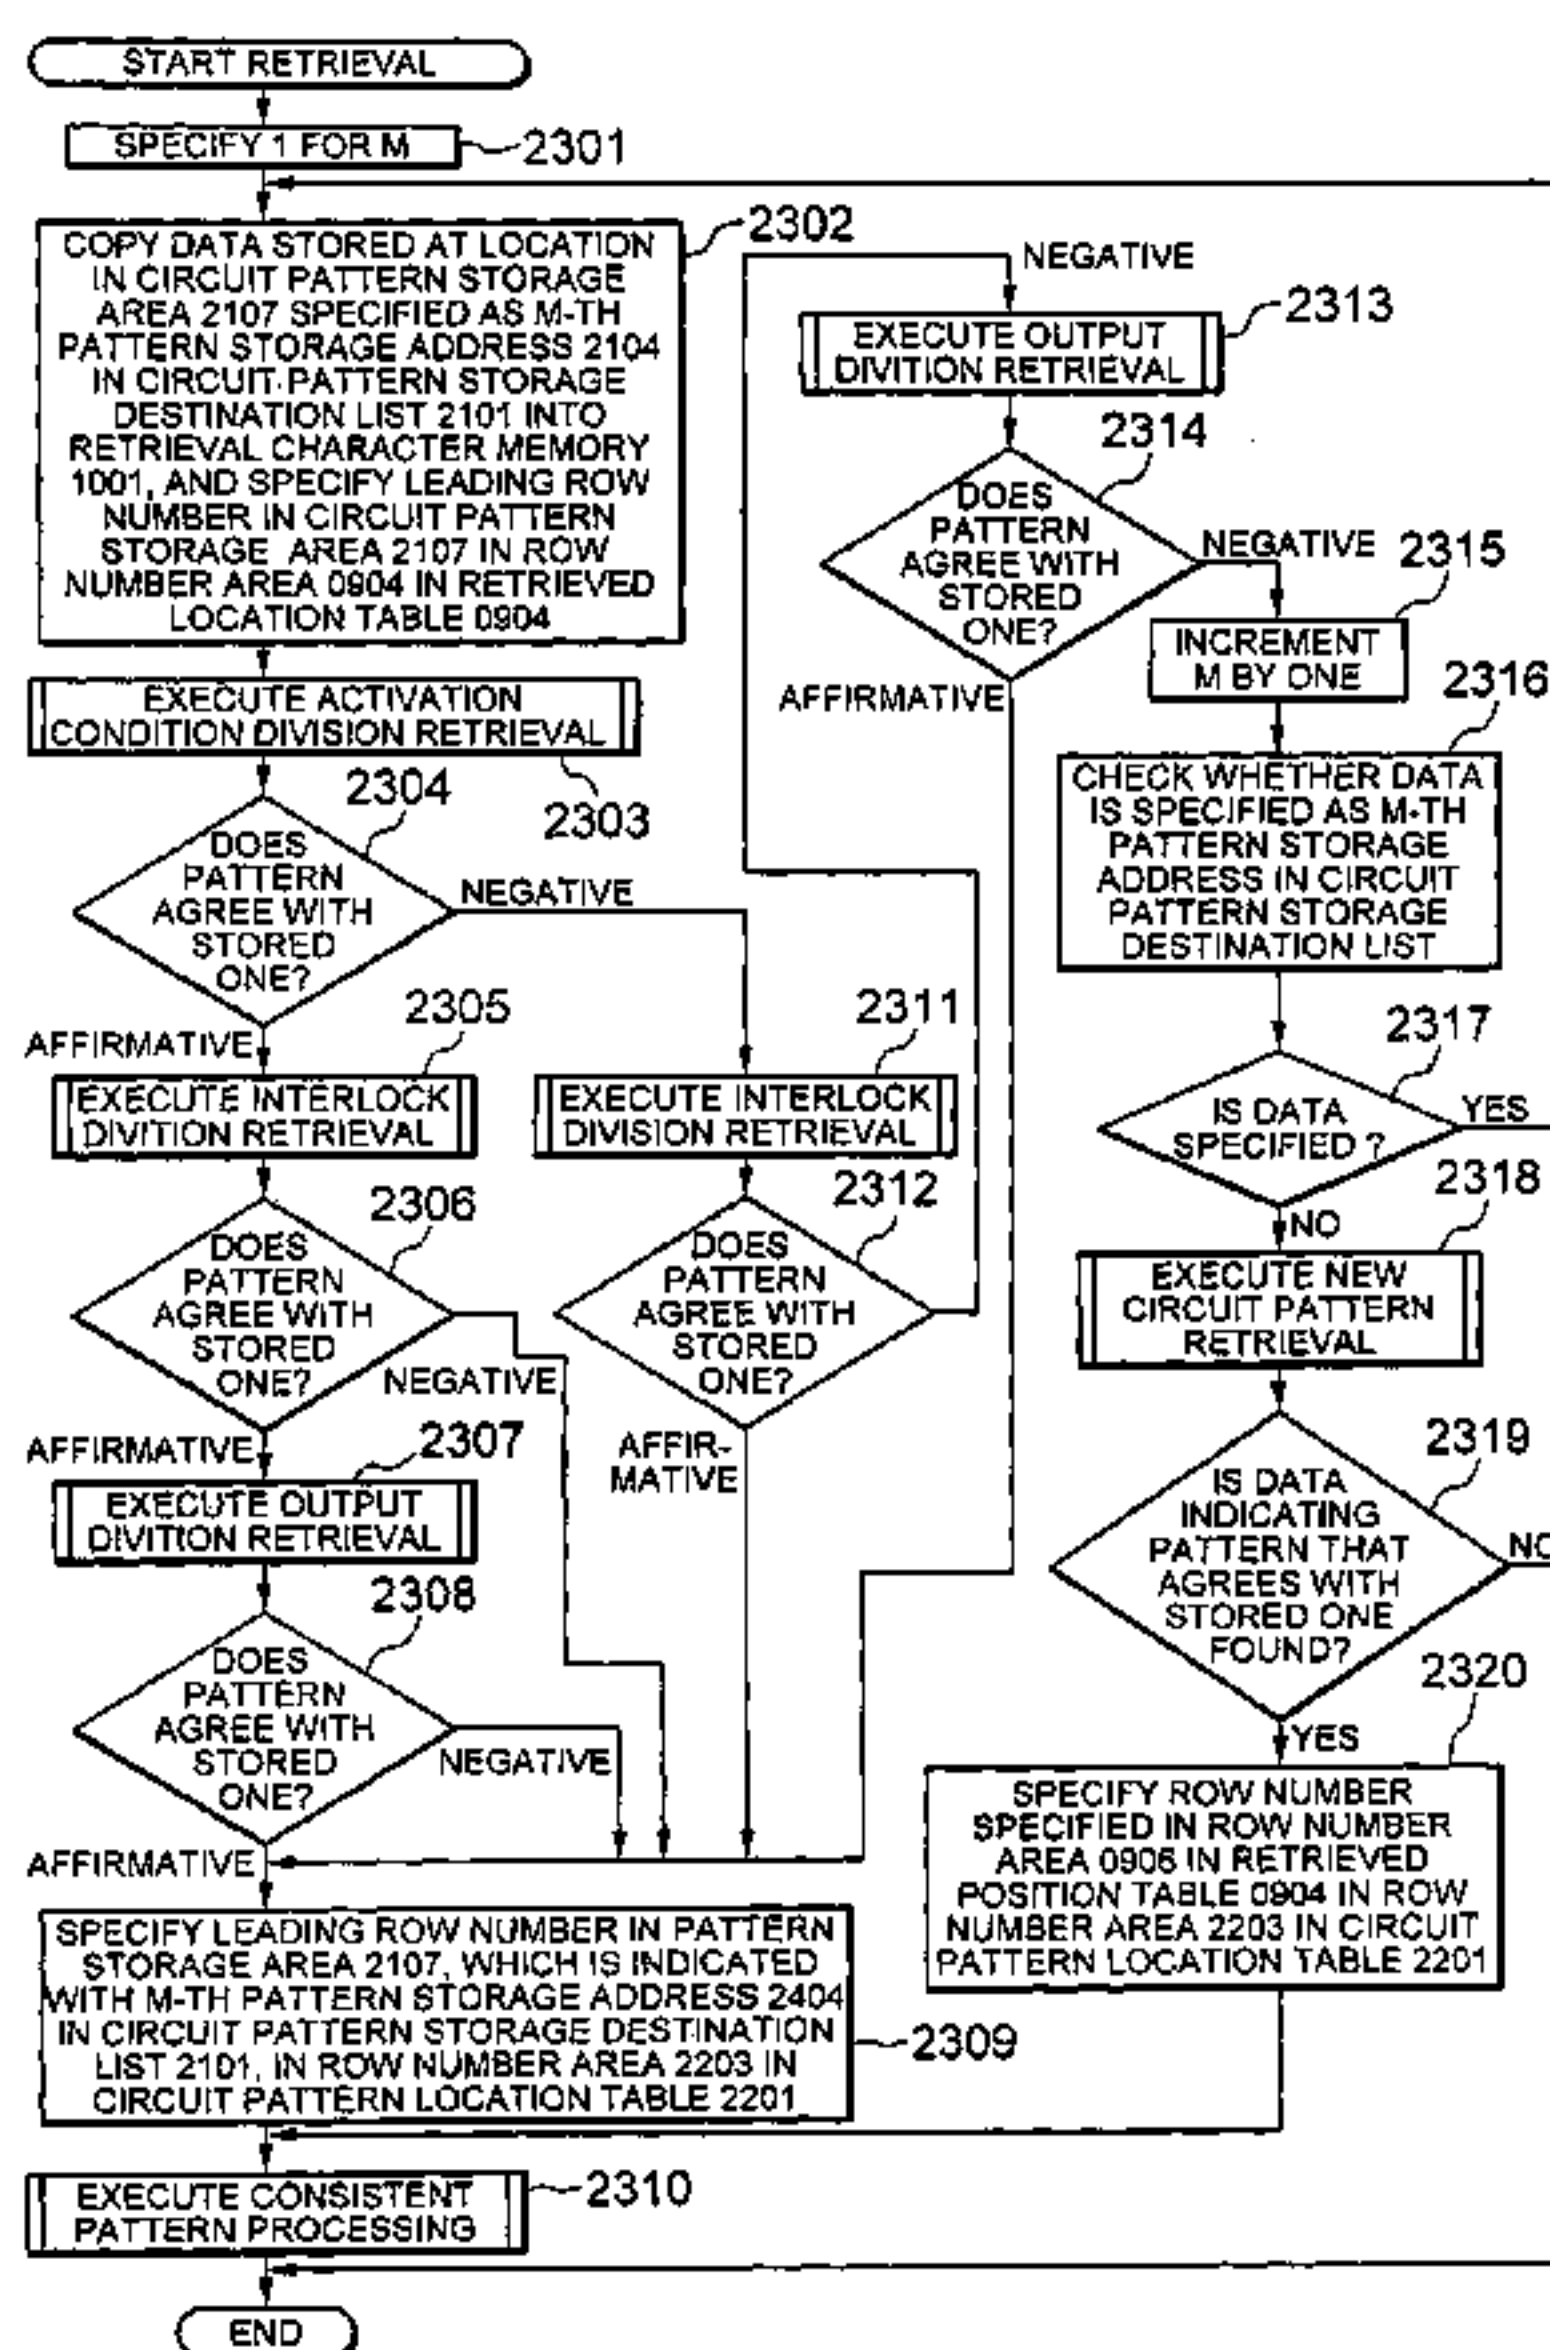 START RETRIEVAL
SPECIFY 1 FOR M
2301
COPY DATA STORED AT LOCATION
IN CIRCUIT PATTERN STORAGE
AREA 2107 SPECIFIED AS M-TH
PATTERN STORAGE ADDRESS 2104
IN CIRCUIT PATTERN STORAGE
DESTINATION LIST 2101 INTO
RETRIEVAL CHARACTER MEMORY
1001, AND SPECIFY LEADING ROW
NUMBER IN CIRCUIT PATTERN
STORAGE AREA 2107 IN ROW
NUMBER AREA 0904 IN RETRIEVED
LOCATION TABLE 0904
2302
EXECUTE ACTIVATION
CONDITION DIVISION RETRIEVAL
2303
2304
DOES
PATTERN
AGREE WITH
STORED
ONE?
NEGATIVE
AFFIRMATIVE
2305
EXECUTE INTERLOCK
DIVITION RETRIEVAL
2306
DOES
PATTERN
AGREE WITH
STORED
ONE?
NEGATIVE
AFFIRMATIVE
2307
EXECUTE OUTPUT
DIVITION RETRIEVAL
2308
DOES
PATTERN
AGREE WITH
STORED
ONE?
NEGATIVE
AFFIRMATIVE
SPECIFY LEADING ROW NUMBER IN PATTERN
STORAGE AREA 2107, WHICH IS INDICATED
WITH M-TH PATTERN STORAGE ADDRESS 2404
IN CIRCUIT PATTERN STORAGE DESTINATION
LIST 2101, IN ROW NUMBER AREA 2203 IN
CIRCUIT PATTERN LOCATION TABLE 2201
2309
EXECUTE CONSISTENT
PATTERN PROCESSING
2310
END
2311
EXECUTE INTERLOCK
DIVISION RETRIEVAL
2312
DOES
PATTERN
AGREE WITH
STORED
ONE?
AFFIR-
MATIVE
NEGATIVE
2313
EXECUTE OUTPUT
DIVITION RETRIEVAL
2314
DOES
PATTERN
AGREE WITH
STORED
ONE?
NEGATIVE
AFFIRMATIVE
2315
INCREMENT
M BY ONE
2316
CHECK WHETHER DATA
IS SPECIFIED AS M-TH
PATTERN STORAGE
ADDRESS IN CIRCUIT
PATTERN STORAGE
DESTINATION LIST
2317
IS DATA
SPECIFIED ?
YES
NO
2318
EXECUTE NEW
CIRCUIT PATTERN
RETRIEVAL
2319
IS DATA
INDICATING
PATTERN THAT
AGREES WITH
STORED ONE
FOUND?
NO
YES
2320
SPECIFY ROW NUMBER
SPECIFIED IN ROW NUMBER
AREA 0906 IN RETRIEVED
POSITION TABLE 0904 IN ROW
NUMBER AREA 2203 IN CIRCUIT
PATTERN LOCATION TABLE 2201